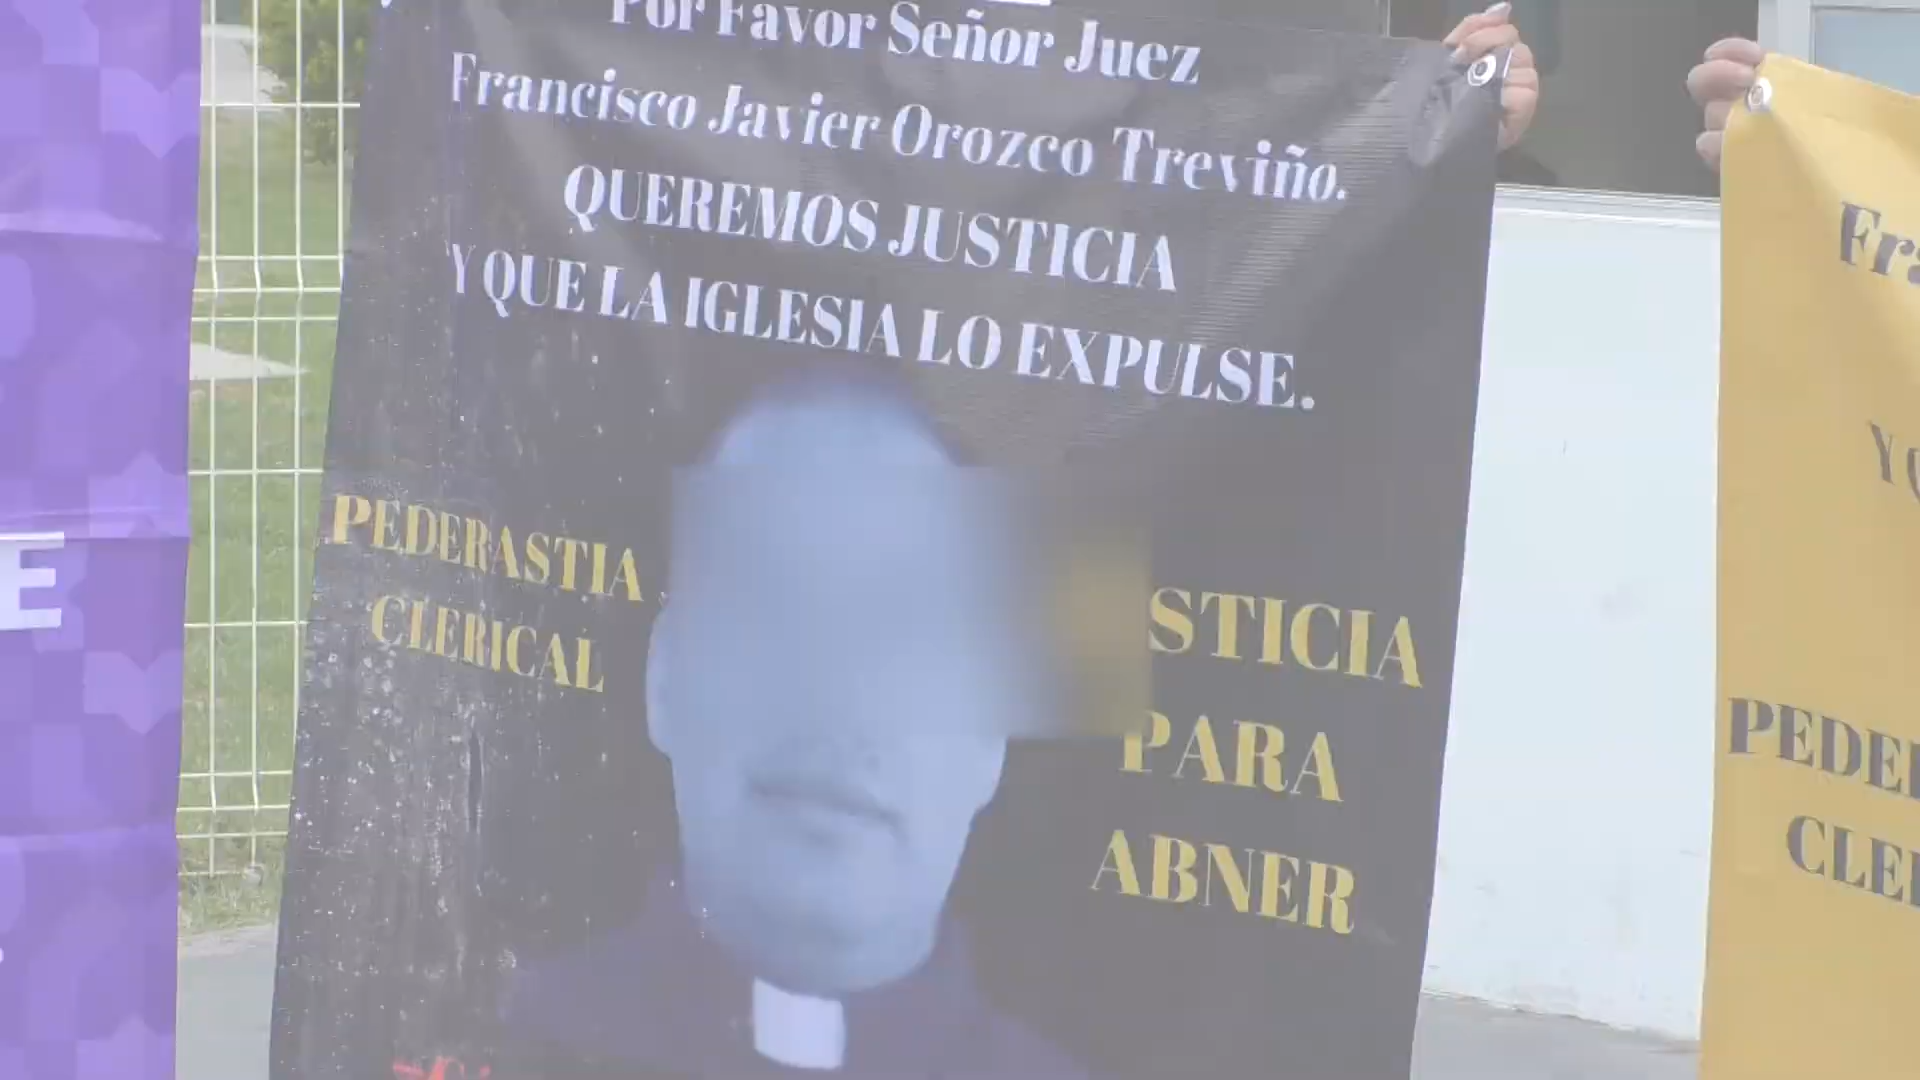 Por Favor Señor Juez
Francisco Javier Orozco Treviño.
QUEREMOS JUSTICIA
Y QUE LA IGLESIA LO EXPULSE.
PEDERASTIA
CLERICAL
STICIA
PARA
ABNER
E
Fra
Y Q
PEDE
CLE